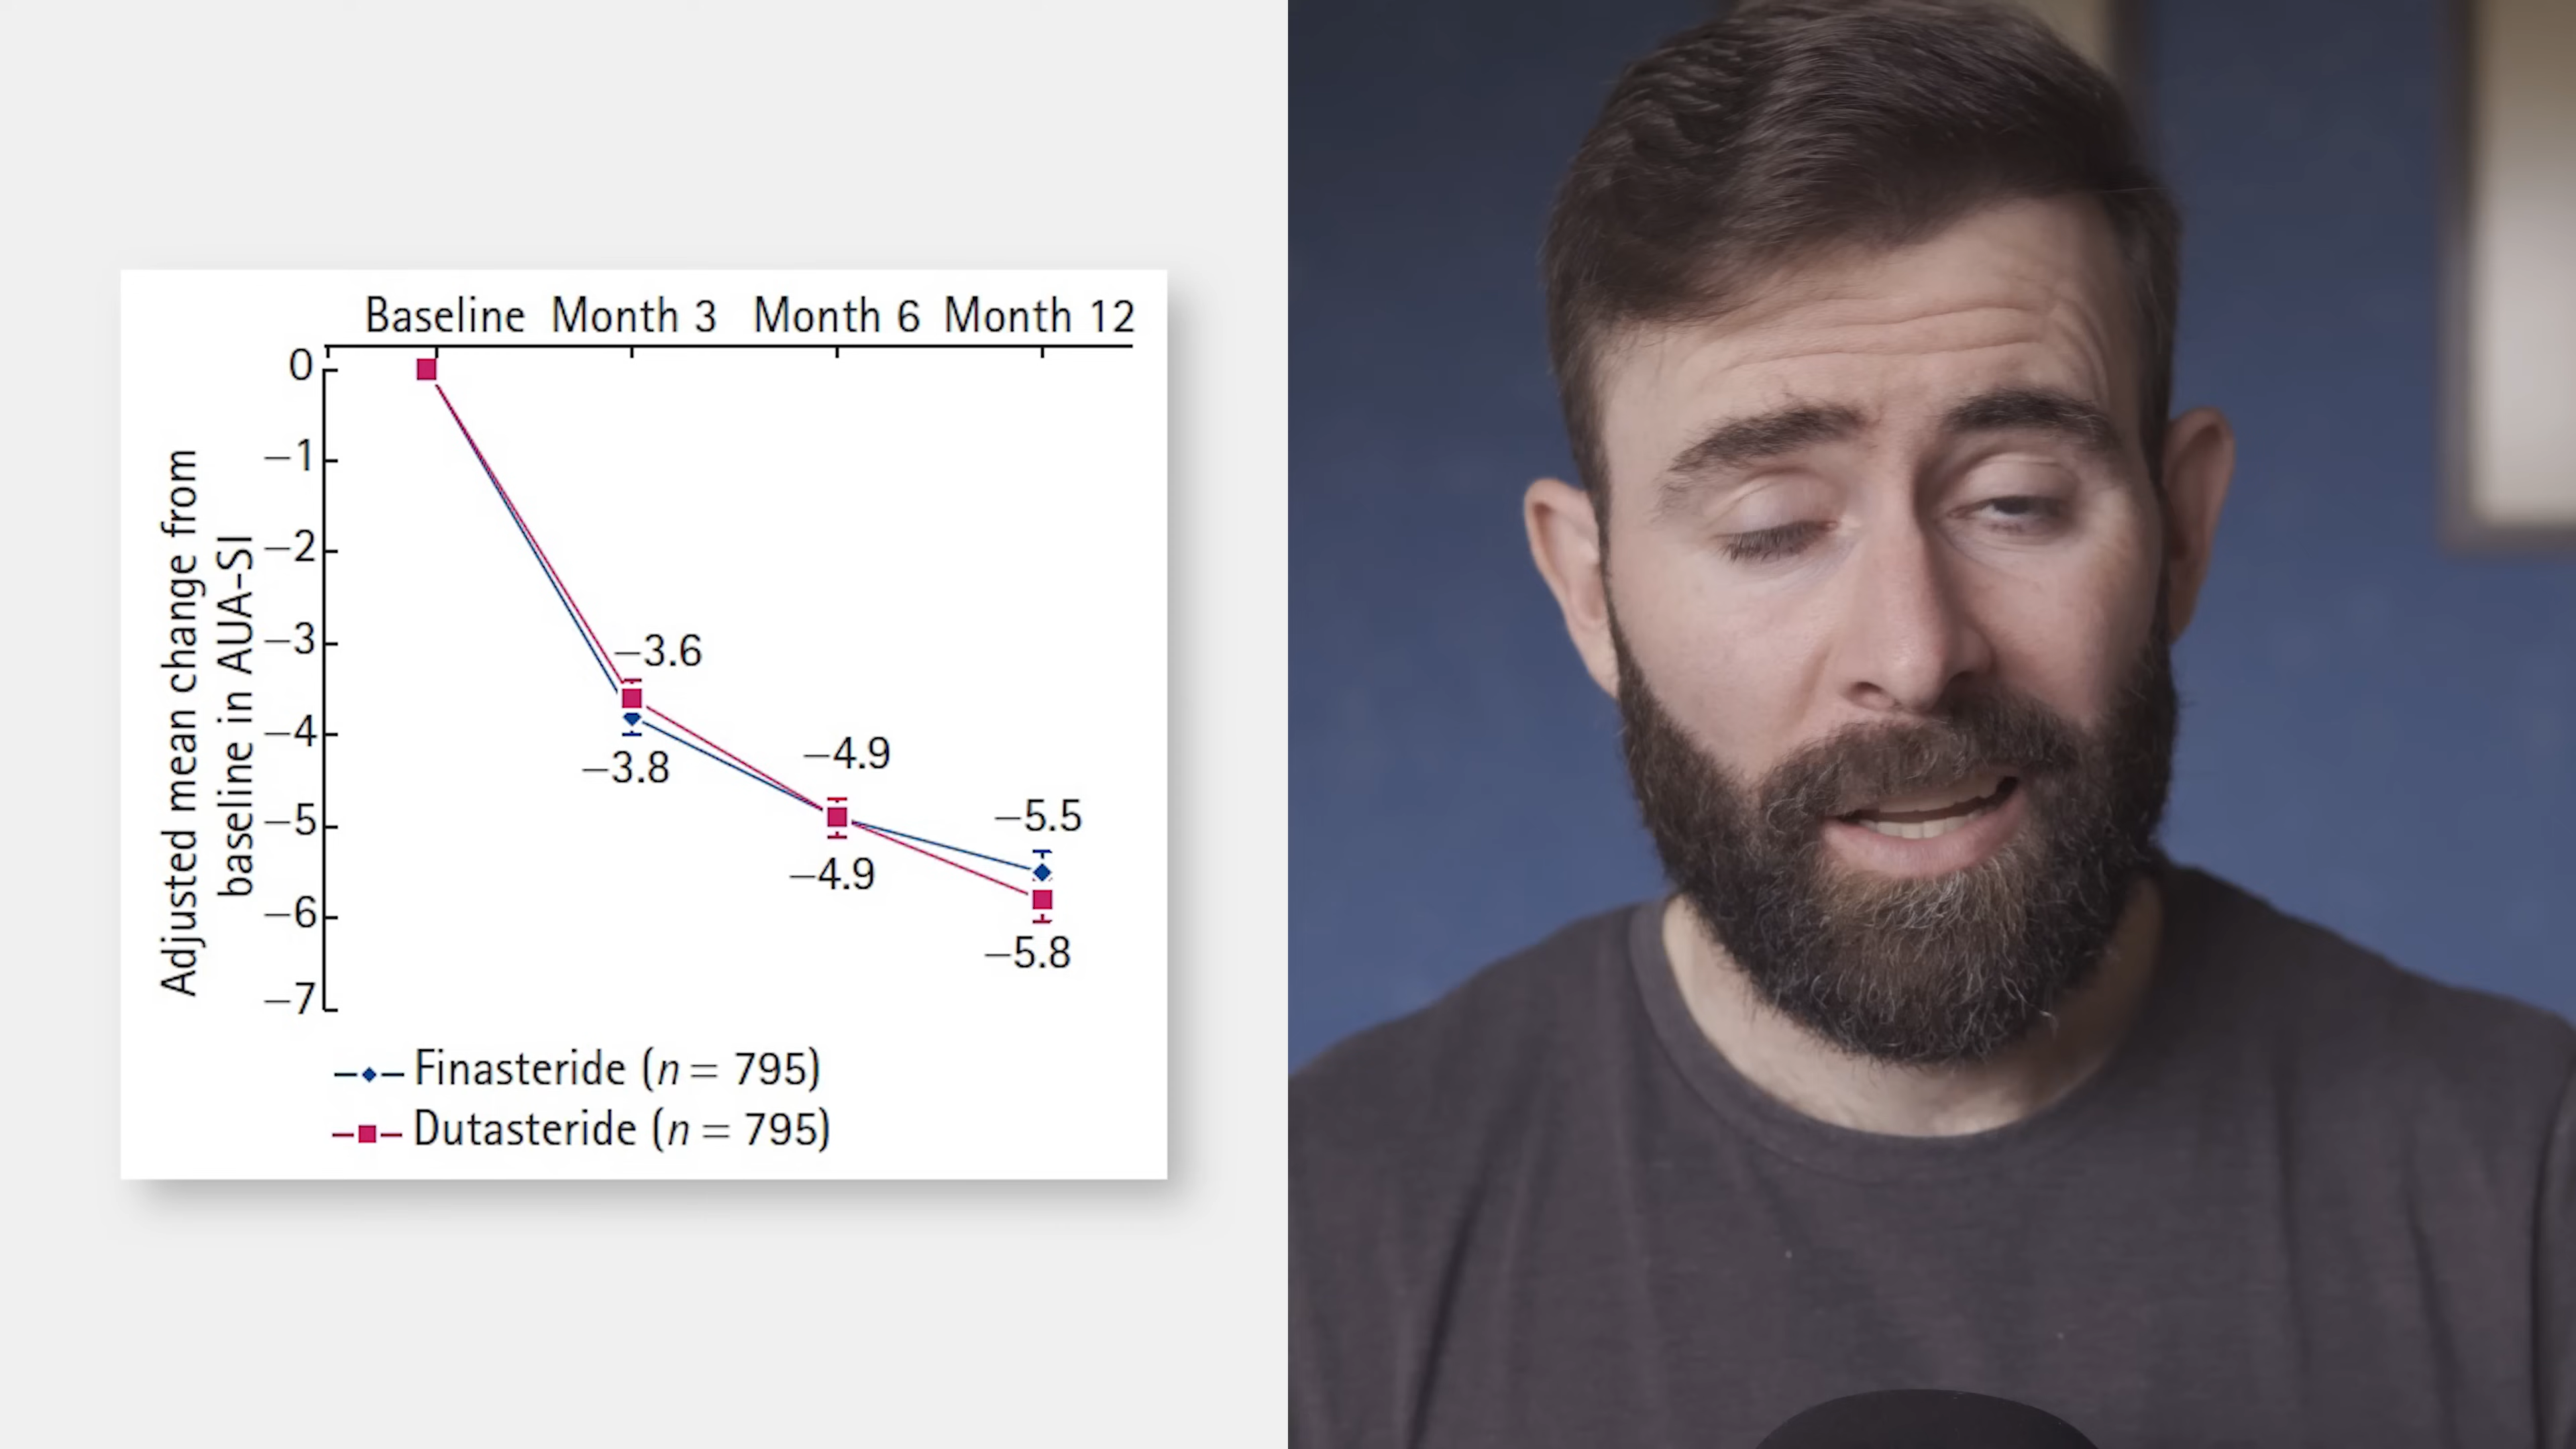 Baseline Month 3 Month 6 Month 12
0
−1
−2
−3
−4
−5
−6
−7
Adjusted mean change from
baseline in AUA-SI
−3.6
−3.8
−4.9
−4.9
−5.5
−5.8
Finasteride (n = 795)
Dutasteride (n = 795)